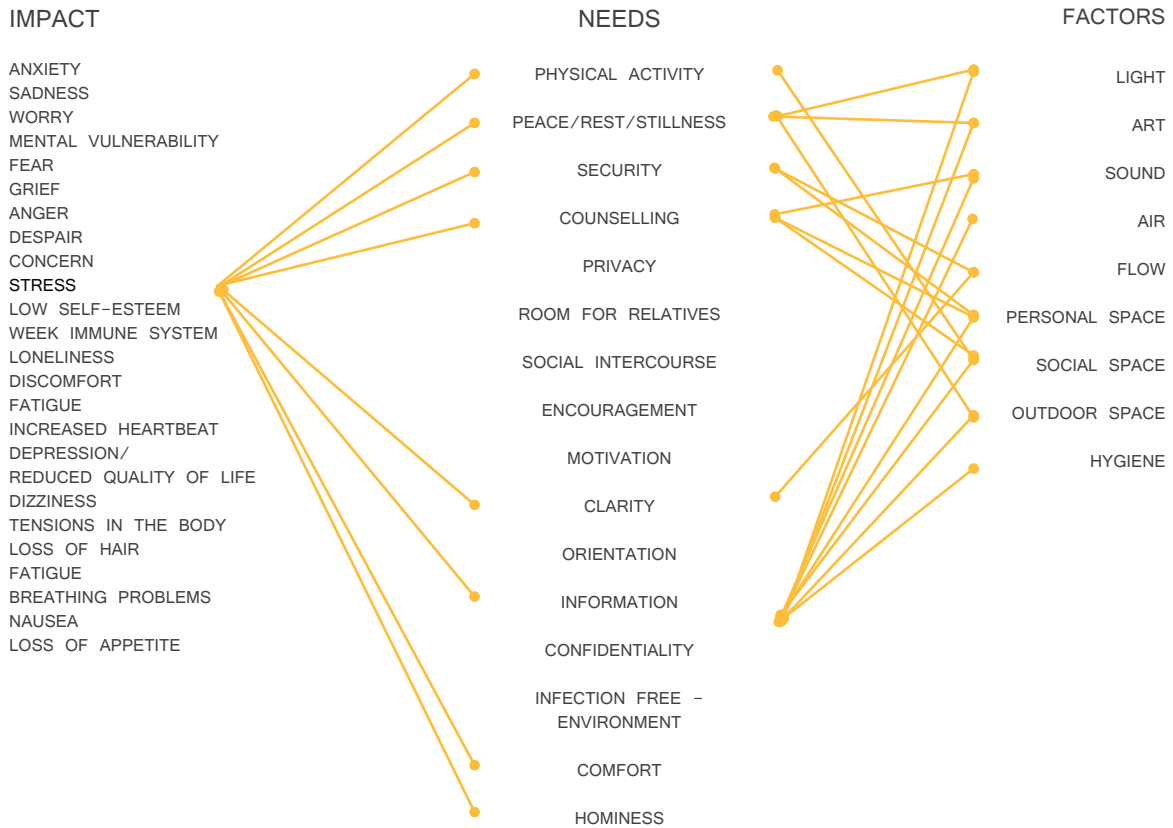 IMPACT
ANXIETY
SADNESS
WORRY
MENTAL VULNERABILITY
FEAR
GRIEF
ANGER
DESPAIR
CONCERN
STRESS
LOW SELF-ESTEEM
WEEK IMMUNE SYSTEM
LONELINESS
DISCOMFORT
FATIGUE
INCREASED HEARTBEAT
DEPRESSION/
REDUCED QUALITY OF LIFE
DIZZINESS
TENSIONS IN THE BODY
LOSS OF HAIR
FATIGUE
BREATHING PROBLEMS
NAUSEA
LOSS OF APPETITE
NEEDS
PHYSICAL ACTIVITY
PEACE/REST/STILLNESS
SECURITY
COUNSELLING
PRIVACY
ROOM FOR RELATIVES
SOCIAL INTERCOURSE
ENCOURAGEMENT
MOTIVATION
CLARITY
ORIENTATION
INFORMATION
CONFIDENTIALITY
INFECTION FREE -
ENVIRONMENT
COMFORT
HOMINESS
FACTORS
LIGHT
ART
SOUND
AIR
FLOW
PERSONAL SPACE
SOCIAL SPACE
OUTDOOR SPACE
HYGIENE